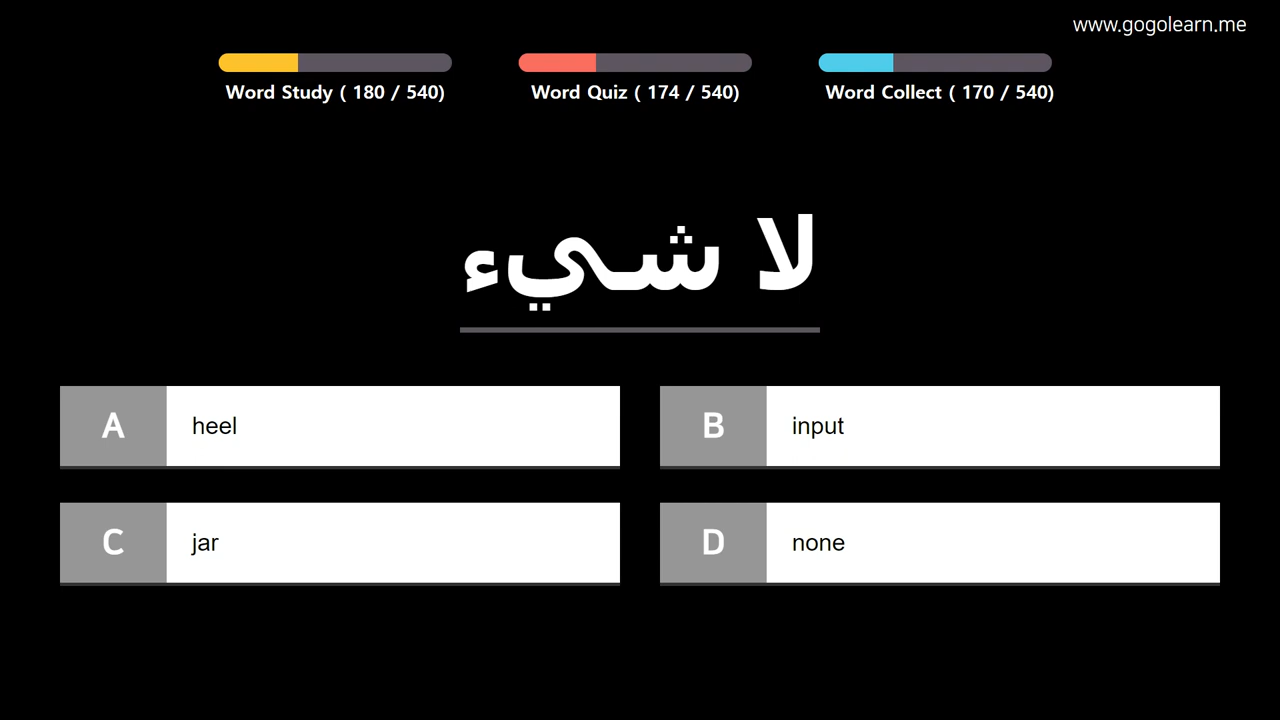 www.gogolearn.me
Word Study ( 180 / 540)
Word Quiz ( 174 / 540)
Word Collect ( 170 / 540)
لا شيء
A heel
B input
C jar
D none